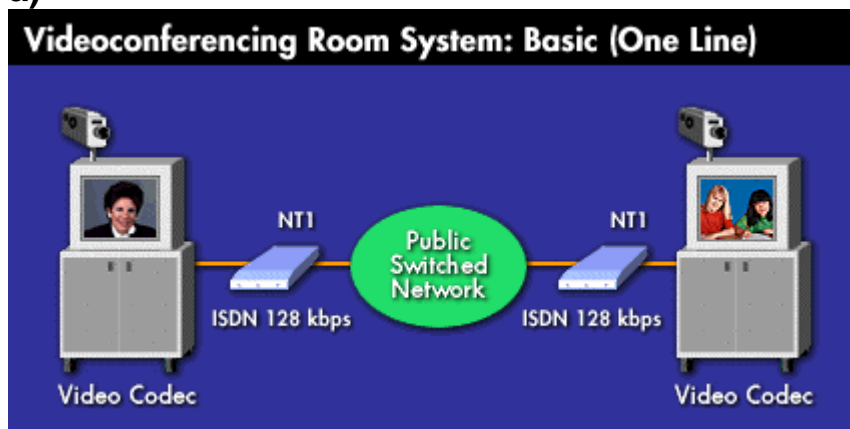 Videoconferencing Room System: Basic (One Line)
NT1
NT1
Public
Switched
Network
ISDN 128 kbps
ISDN 128 kbps
Video Codec
Video Codec